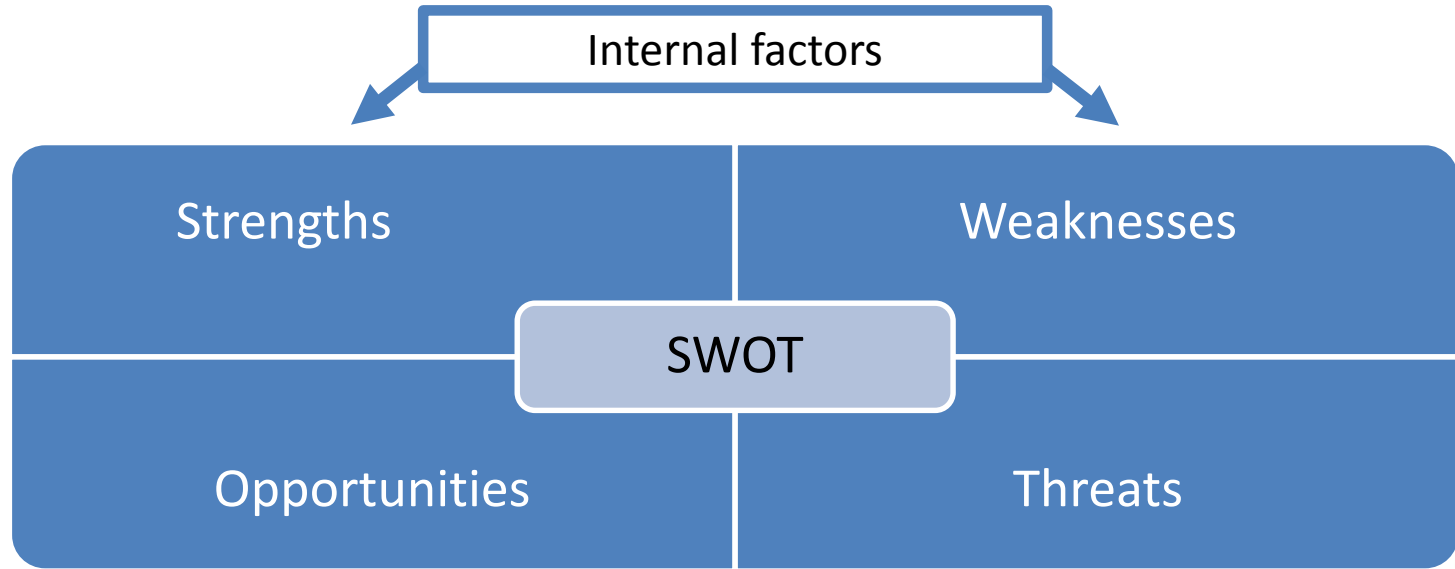 Internal factors
Strengths
Weaknesses
SWOT
Opportunities
Threats